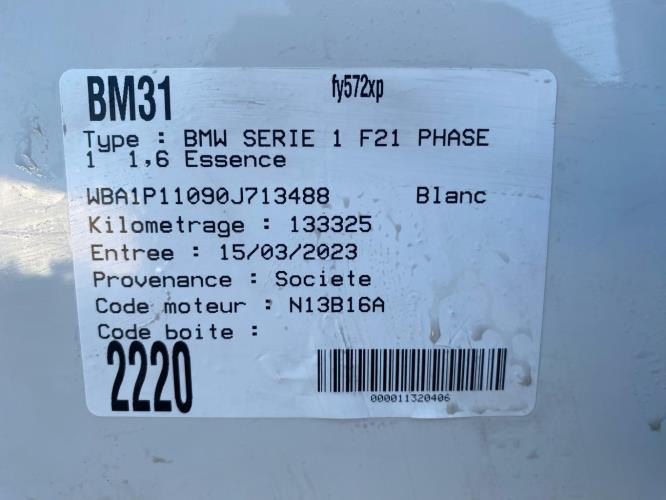 BM31 fy572xp
Type : BMW SERIE 1 F21 PHASE
1 1,6 Essence
WBA1P11090J713488 Blanc
Kilometrage : 133325
Entree : 15/03/2023
Provenance : Societe
Code moteur : N13B16A
Code boite :
2220
000011320406